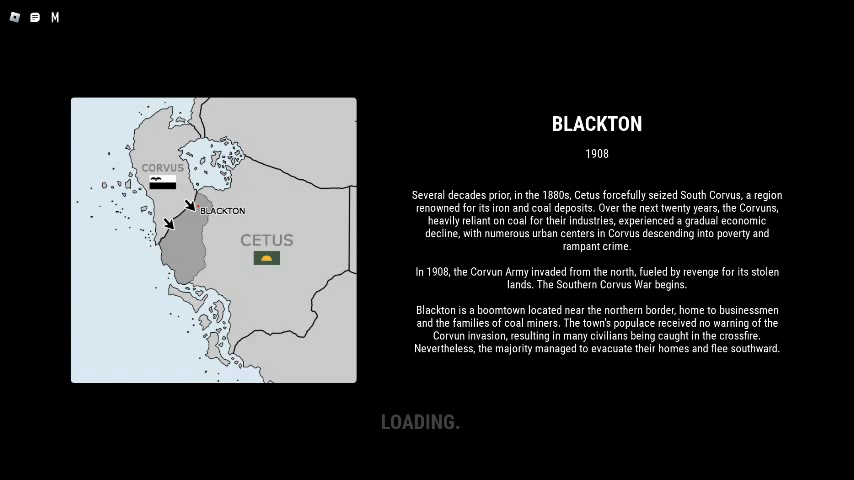 M
BLACKTON
1908
Several decades prior, in the 1880s, Cetus forcefully seized South Corvus, a region
renowned for its iron and coal deposits. Over the next twenty years, the Corvuns,
heavily reliant on coal for their industries, experienced a gradual economic
decline, with numerous urban centers in Corvus descending into poverty and
rampant crime.
In 1908, the Corvun Army invaded from the north, fueled by revenge for its stolen
lands. The Southern Corvus War begins.
Blackton is a boomtown located near the northern border, home to businessmen
and the families of coal miners. The town's populace received no warning of the
Corvun invasion, resulting in many civilians being caught in the crossfire.
Nevertheless, the majority managed to evacuate their homes and flee southward.
CORVUS
BLACKTON
CETUS
LOADING.